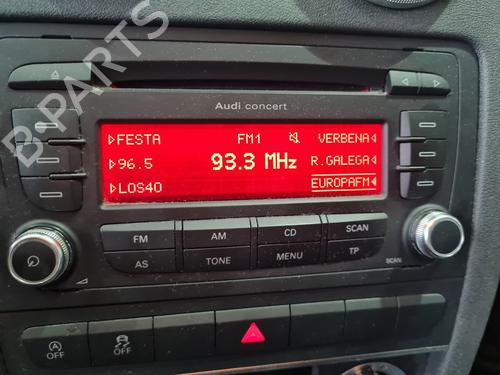 B-PARTS
Audi concert
FESTA FM1 VERBENA
96.5 93.3 MHz R.GALEGA
LOS40 EUROPAFM
FM AM CD SCAN
AS TONE MENU TP SCAN
A OFF OFF